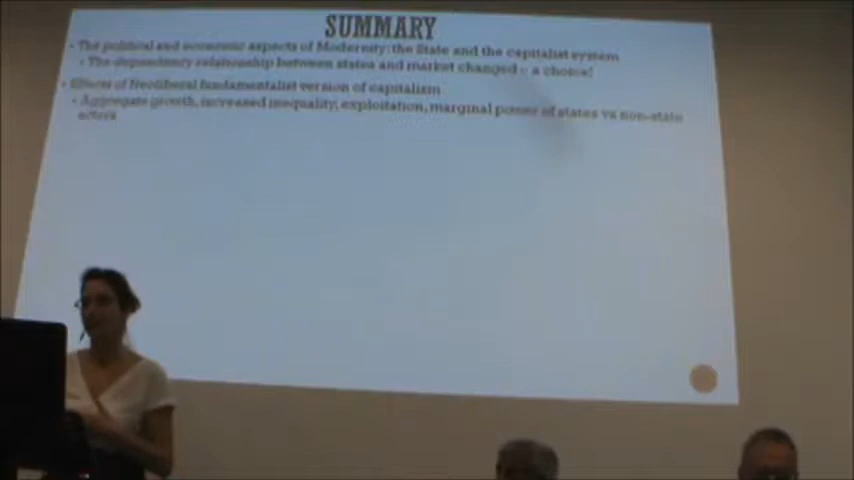 SUMMARY
• The political and economic aspects of Modernity: the State and the capitalist system
• The dependency relationship between states and market changed – a choice!
• Effects of Neoliberal fundamentalist version of capitalism
• Aggregate growth, increased inequality, exploitation, marginal power of states vs non-state
actors